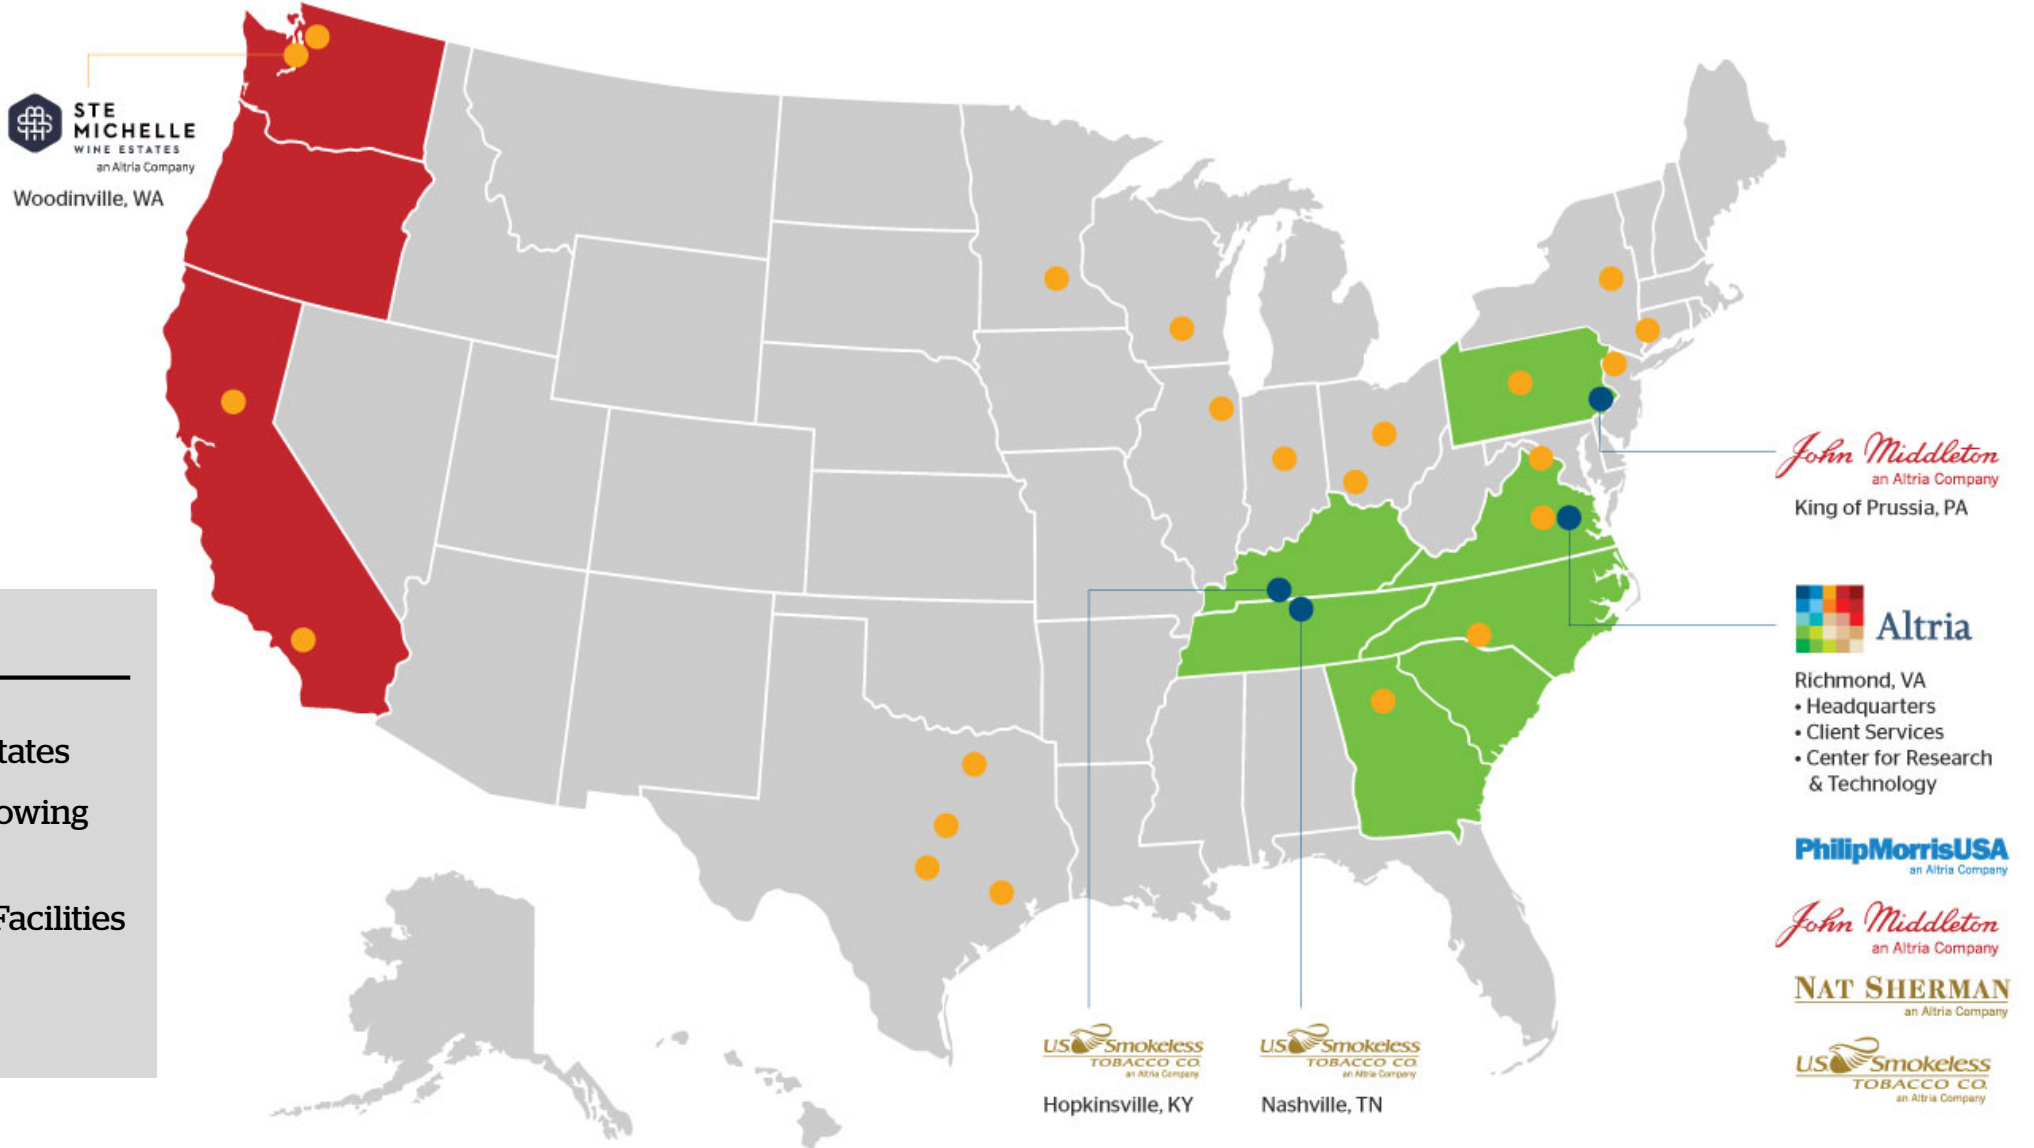 STE
MICHELLE
WINE ESTATES
an Altria Company
Woodinville, WA
tates
owing
Facilities
John Middleton
an Altria Company
King of Prussia, PA
Altria
Richmond, VA
• Headquarters
• Client Services
• Center for Research
& Technology
PhilipMorrisUSA
an Altria Company
John Middleton
an Altria Company
NAT SHERMAN
an Altria Company
U.S. Smokeless
TOBACCO CO.
an Altria Company
U.S. Smokeless
TOBACCO CO.
an Altria Company
Hopkinsville, KY
U.S. Smokeless
TOBACCO CO.
an Altria Company
Nashville, TN